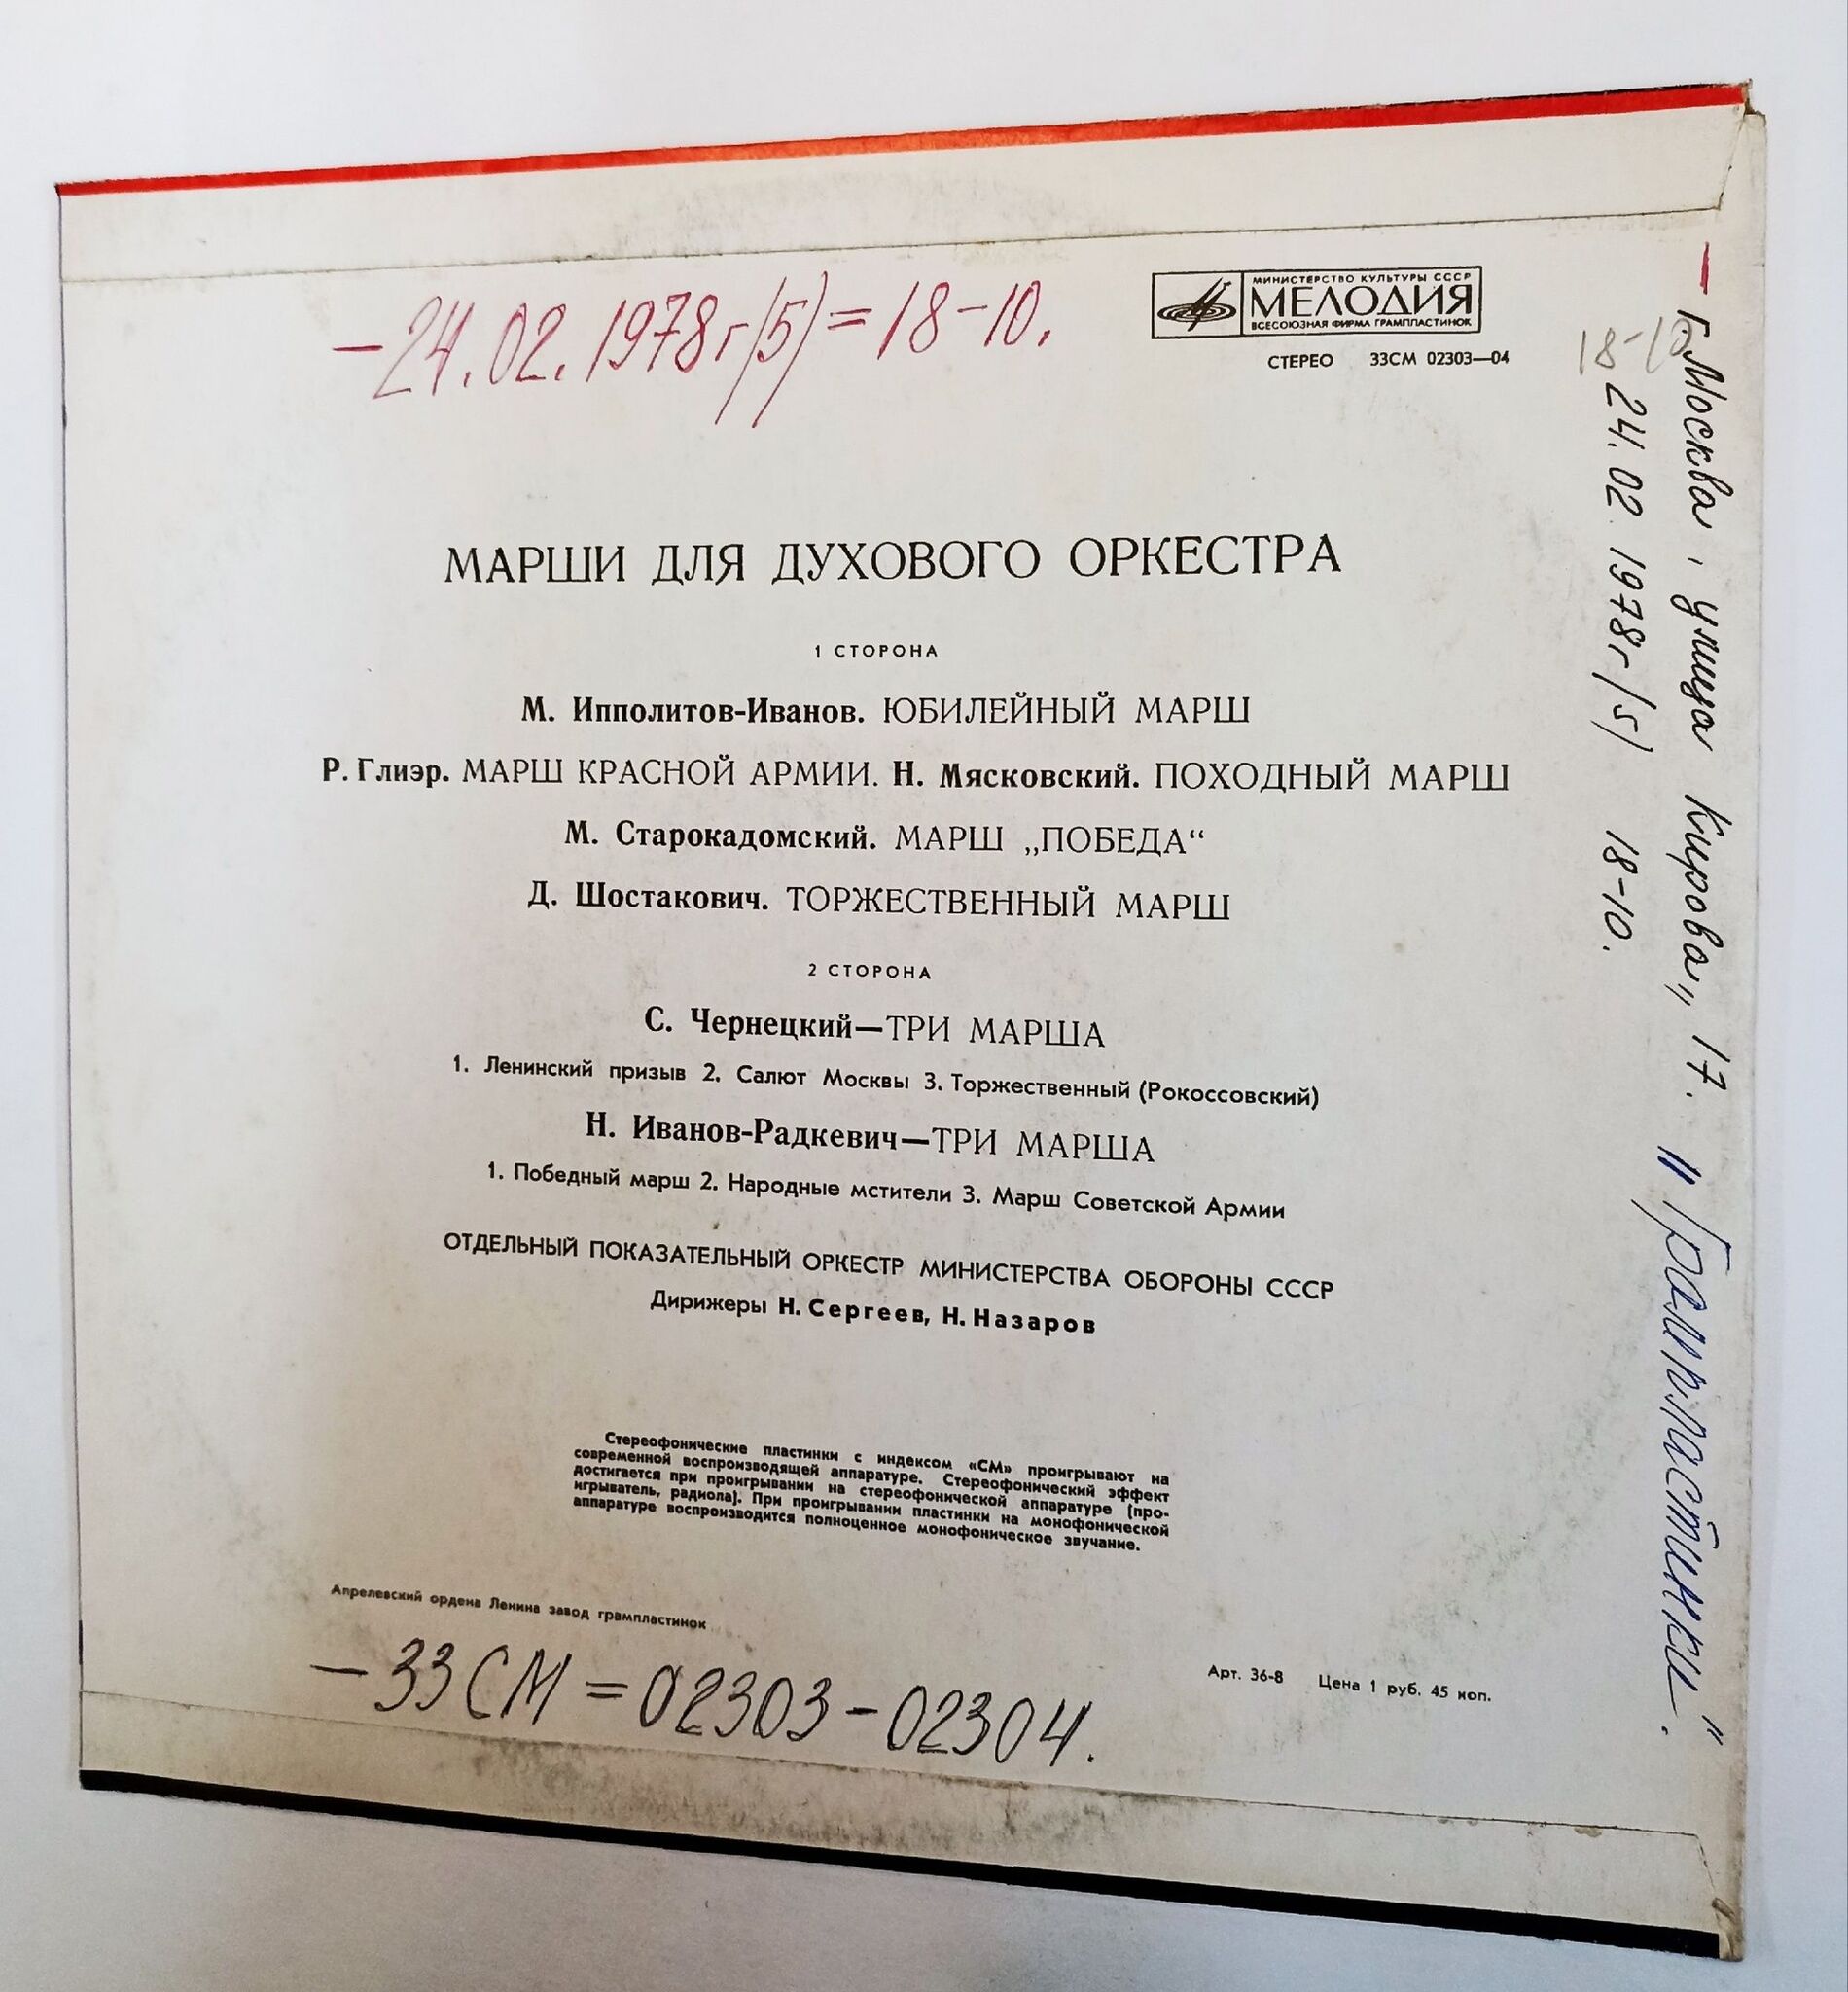 -24.02.1978г/5/=18-10.
МИНИСТЕРСТВО КУЛЬТУРЫ СССР
МЕЛОДИЯ
ВСЕСОЮЗНАЯ ФИРМА ГРАМПЛАСТИНОК
СТЕРЕО 33СМ 02303—04
МАРШИ ДЛЯ ДУХОВОГО ОРКЕСТРА
1 СТОРОНА
М. Ипполитов-Иванов. ЮБИЛЕЙНЫЙ МАРШ
Р. Глиэр. МАРШ КРАСНОЙ АРМИИ. Н. Мясковский. ПОХОДНЫЙ МАРШ
М. Старокадомский. МАРШ „ПОБЕДА“
Д. Шостакович. ТОРЖЕСТВЕННЫЙ МАРШ
2 СТОРОНА
С. Чернецкий—ТРИ МАРША
1. Ленинский призыв 2. Салют Москвы 3. Торжественный (Рокоссовский)
Н. Иванов-Радкевич—ТРИ МАРША
1. Победный марш 2. Народные мстители 3. Марш Советской Армии
ОТДЕЛЬНЫЙ ПОКАЗАТЕЛЬНЫЙ ОРКЕСТР МИНИСТЕРСТВА ОБОРОНЫ СССР
Дирижеры Н. Сергеев, Н. Назаров
Стереофонические пластинки с индексом «СМ» проигрывают на
современной воспроизводящей аппаратуре. Стереофонический эффект
достигается при проигрывании на стереофонической аппаратуре (про-
игрыватель, радиола). При проигрывании пластинки на монофонической
аппаратуре воспроизводится полноценное монофоническое звучание.
Апрелевский ордена Ленина завод грампластинок
Арт. 36-8 Цена 1 руб. 45 коп.
-33СМ=02303-02304.
-г.Москва, улица Кирова,, 17. "Грампластинки".
18-10
24.02.1978г/5/ 18-10.